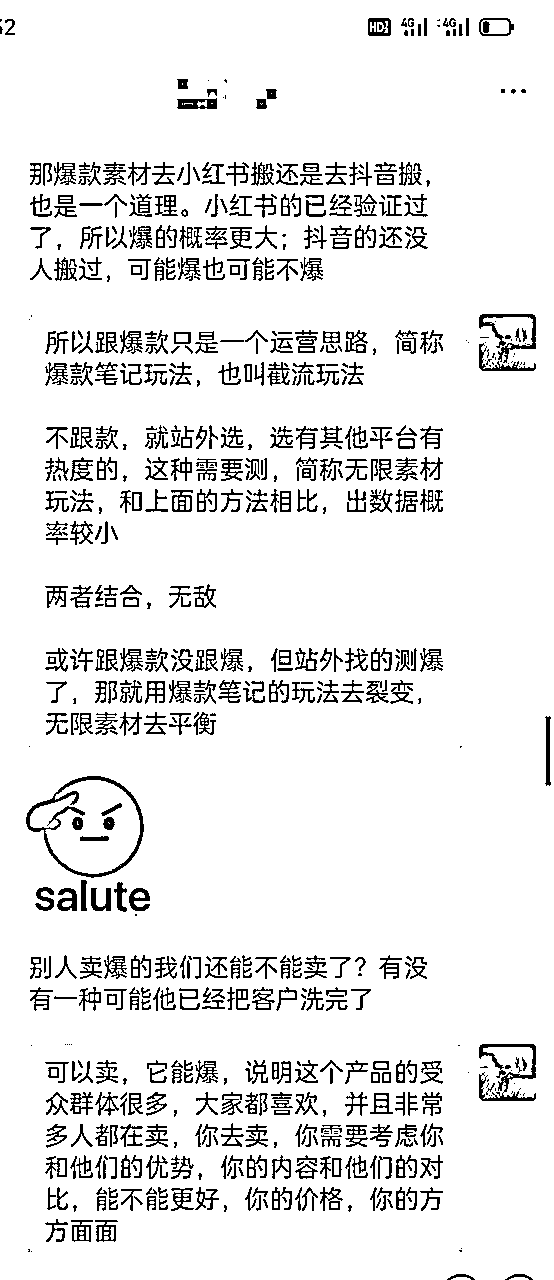 52
HD 4G 4G
...
那爆款素材去小红书搬还是去抖音搬，
也是一个道理。小红书的已经验证过
了，所以爆的概率更大；抖音的还没
人搬过，可能爆也可能不爆
所以跟爆款只是一个运营思路，简称
爆款笔记玩法，也叫截流玩法
不跟款，就站外选，选有其他平台有
热度的，这种需要测，简称无限素材
玩法，和上面的方法相比，出数据概
率较小
两者结合，无敌
或许跟爆款没跟爆，但站外找的测爆
了，那就用爆款笔记的玩法去裂变，
无限素材去平衡
salute
别人卖爆的我们还能不能卖了？有没
有一种可能他已经把客户洗完了
可以卖，它能爆，说明这个产品的受
众群体很多，大家都喜欢，并且非常
多人都在卖，你去卖，你需要考虑你
和他们的优势，你的内容和他们的对
比，能不能更好，你的价格，你的方
方面面